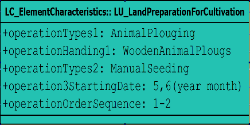 LC_ElementCharacteristics:: LU_LandPreparationForCultivation
+operationTypes1: AnimalPlouging
+operationHanding1: WoodenAnimalPlougs
+operationTypes2: ManualSeeding
+operation3StartingDate: 5,6(year month)
+operationOrderSequence: 1-2